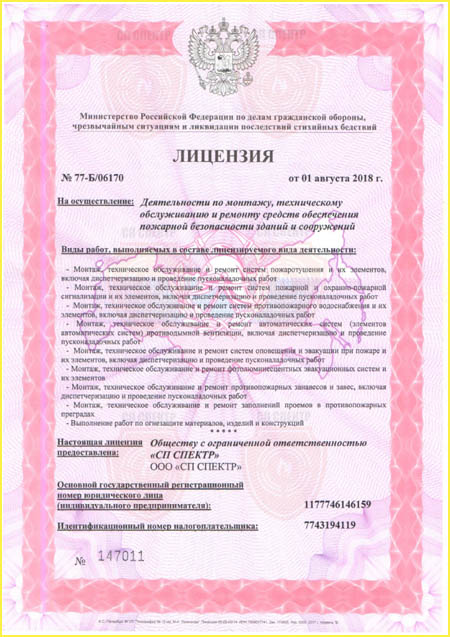 СП СПЕКТР
Министерство Российской Федерации по делам гражданской обороны,
чрезвычайным ситуациям и ликвидации последствий стихийных бедствий
ЛИЦЕНЗИЯ
№ 77-Б/06170 от 01 августа 2018 г.
На осуществление: Деятельности по монтажу, техническому
обслуживанию и ремонту средств обеспечения
пожарной безопасности зданий и сооружений
Виды работ, выполняемых в составе лицензируемого вида деятельности:
- Монтаж, техническое обслуживание и ремонт систем пожаротушения и их элементов,
включая диспетчеризацию и проведение пусконаладочных работ
- Монтаж, техническое обслуживание и ремонт систем пожарной и охранно-пожарной
сигнализации и их элементов, включая диспетчеризацию и проведение пусконаладочных работ
- Монтаж, техническое обслуживание и ремонт систем противопожарного водоснабжения и их
элементов, включая диспетчеризацию и проведение пусконаладочных работ
- Монтаж, техническое обслуживание и ремонт автоматических систем (элементов
автоматических систем) противодымной вентиляции, включая диспетчеризацию и проведение
пусконаладочных работ
- Монтаж, техническое обслуживание и ремонт систем оповещения и эвакуации при пожаре и
их элементов, включая диспетчеризацию и проведение пусконаладочных работ
- Монтаж, техническое обслуживание и ремонт фотолюминесцентных эвакуационных систем и
их элементов
- Монтаж, техническое обслуживание и ремонт противопожарных занавесов и завес, включая
диспетчеризацию и проведение пусконаладочных работ
- Монтаж, техническое обслуживание и ремонт заполнений проемов в противопожарных
преградах
- Выполнение работ по огнезащите материалов, изделий и конструкций
*****
Настоящая лицензия Обществу с ограниченной ответственностью
предоставлена: «СП СПЕКТР»
ООО «СП СПЕКТР»
Основной государственный регистрационный
номер юридического лица
(индивидуального предпринимателя): 1177746146159
Идентификационный номер налогоплательщика: 7743194119
№ 147011